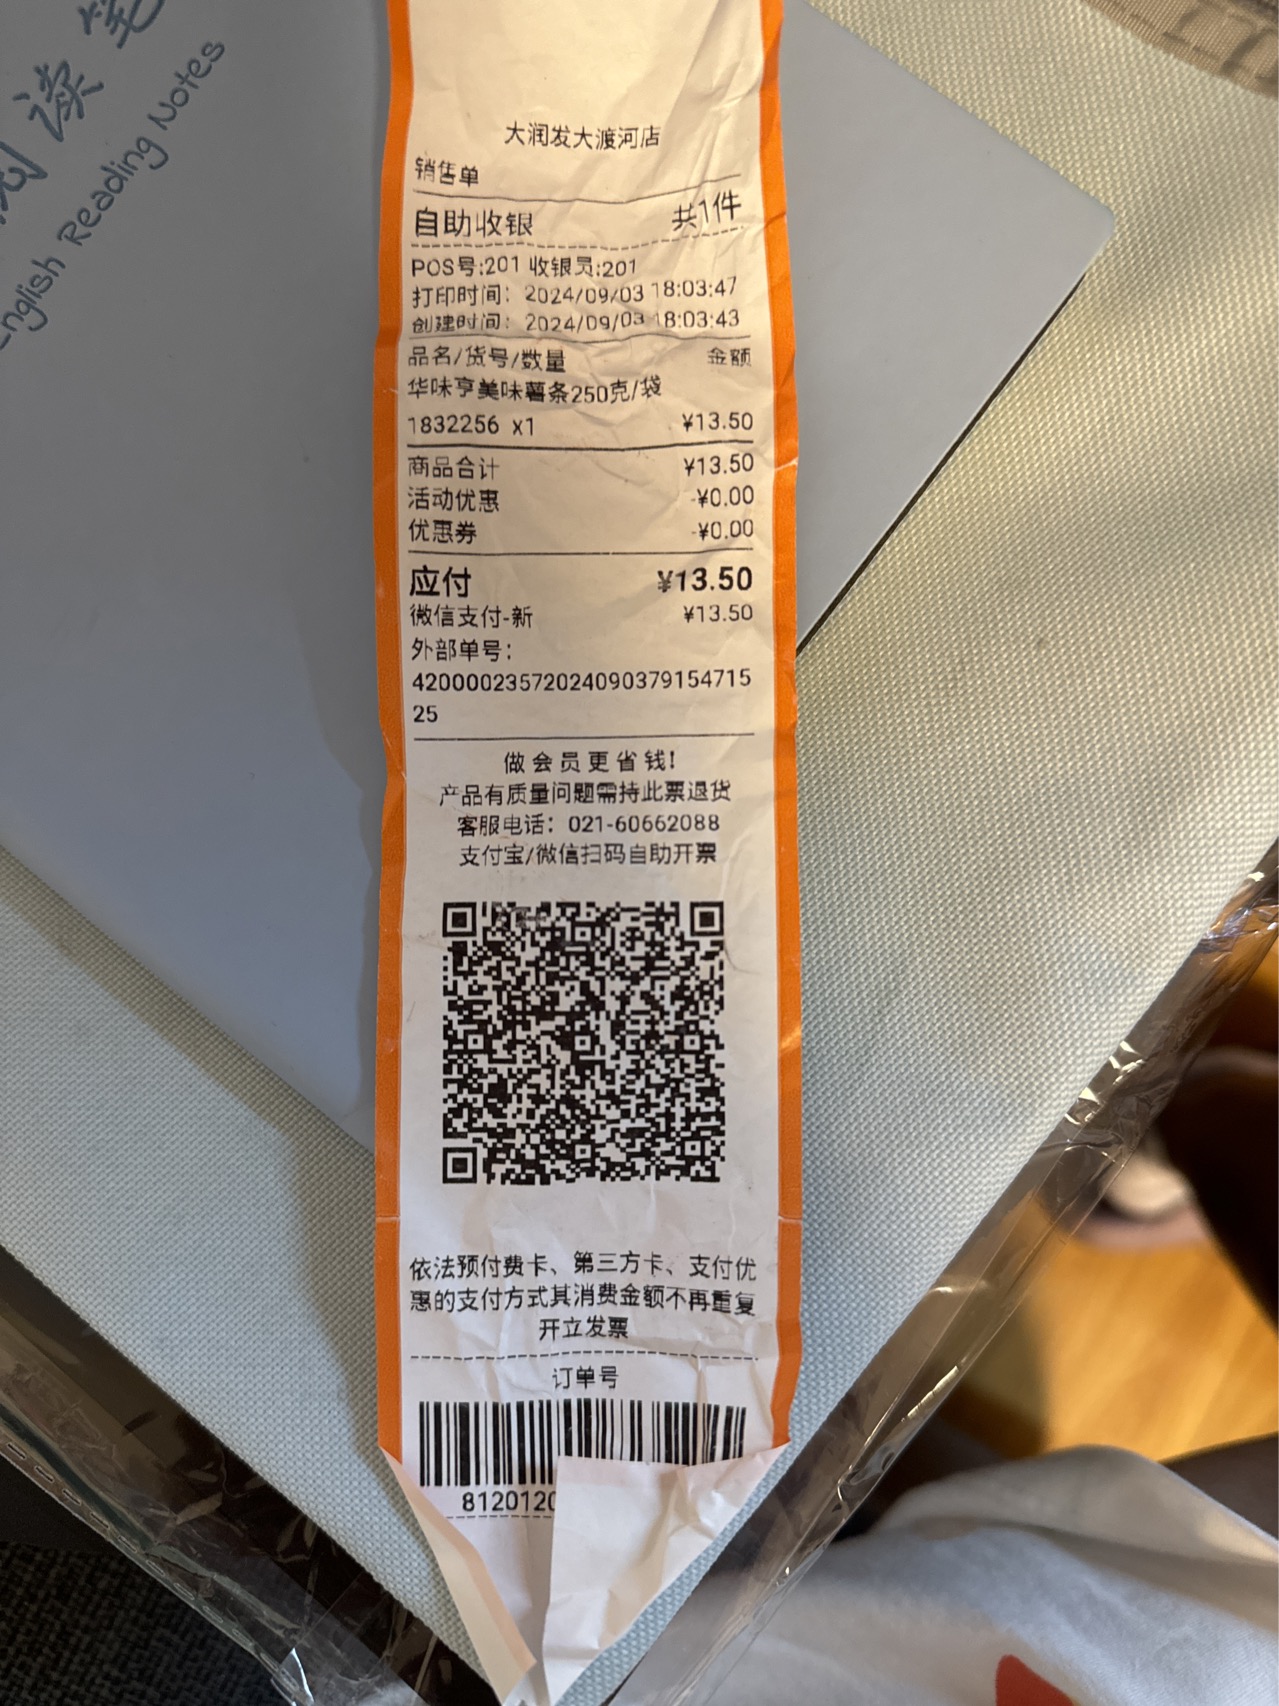 阅读笔
English Reading Notes
大润发大渡河店
销售单
自助收银 共1件
POS号:201 收银员:201
打印时间： 2024/09/03 18:03:47
创建时间： 2024/09/03 18:03:43
品名/货号/数量 金额
华味亨美味薯条250克/袋
1832256 x1 ¥13.50
商品合计 ¥13.50
活动优惠 -¥0.00
优惠券 -¥0.00
应付 ¥13.50
微信支付-新 ¥13.50
外部单号：
42000023572024090379154715
25
做会员更省钱!
产品有质量问题需持此票退货
客服电话：021-60662088
支付宝/微信扫码自助开票
依法预付费卡、第三方卡、支付优
惠的支付方式其消费金额不再重复
开立发票
订单号
8120120